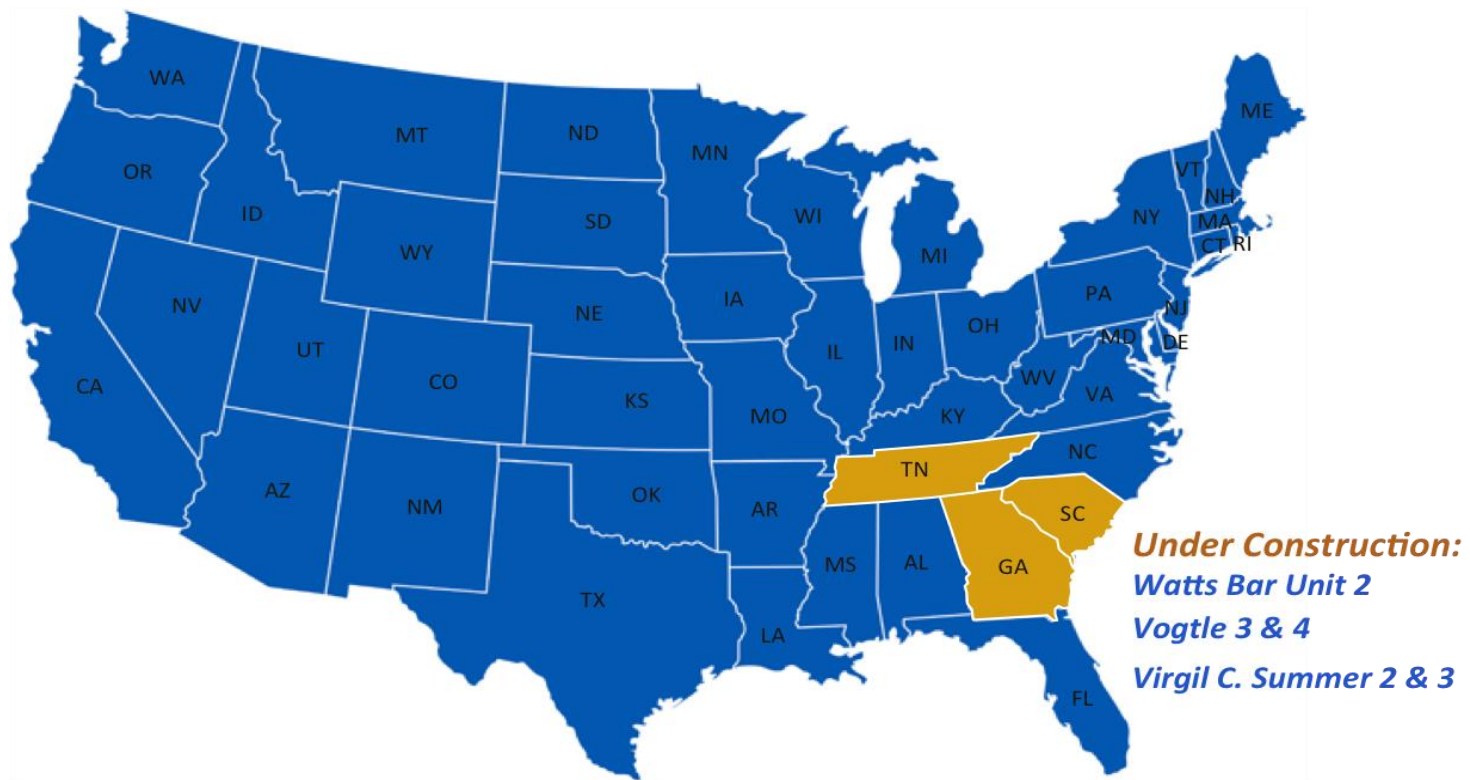 WA
MT
ND
MN
ME
OR
ID
WY
SD
WI
MI
NY
VT
NH
MA
CT
RI
NV
UT
CO
NE
IA
IL
IN
OH
PA
NJ
MD
DE
CA
KS
MO
KY
WV
VA
AZ
NM
OK
AR
TN
NC
SC
TX
LA
MS
AL
GA
FL
Under Construction:
Watts Bar Unit 2
Vogtle 3 & 4
Virgil C. Summer 2 & 3